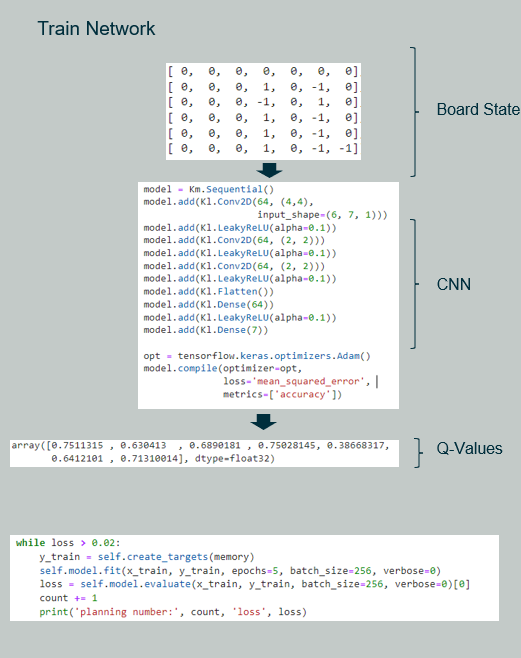 Train Network
[ 0, 0, 0, 0, 0, 0, 0]
[ 0, 0, 0, 1, 0, -1, 0]
[ 0, 0, 0, -1, 0, 1, 0]
[ 0, 0, 0, 1, 0, -1, 0]
[ 0, 0, 0, 1, 0, -1, 0]
[ 0, 0, 0, 1, 0, -1, -1]
Board State
model = Km.Sequential()
model.add(Kl.Conv2D(64, (4,4),
input_shape=(6, 7, 1)))
model.add(Kl.LeakyReLU(alpha=0.1))
model.add(Kl.Conv2D(64, (2, 2)))
model.add(Kl.LeakyReLU(alpha=0.1))
model.add(Kl.Conv2D(64, (2, 2)))
model.add(Kl.LeakyReLU(alpha=0.1))
model.add(Kl.Flatten())
model.add(Kl.Dense(64))
model.add(Kl.LeakyReLU(alpha=0.1))
model.add(Kl.Dense(7))
opt = tensorflow.keras.optimizers.Adam()
model.compile(optimizer=opt,
loss='mean_squared_error',
metrics=['accuracy'])
CNN
array([0.7511315 , 0.630413  , 0.6890181 , 0.75028145, 0.38668317,
0.6412101 , 0.71310014], dtype=float32)
Q-Values
while loss > 0.02:
y_train = self.create_targets(memory)
self.model.fit(x_train, y_train, epochs=5, batch_size=256, verbose=0)
loss = self.model.evaluate(x_train, y_train, batch_size=256, verbose=0)[0]
count += 1
print('planning number:', count, 'loss', loss)